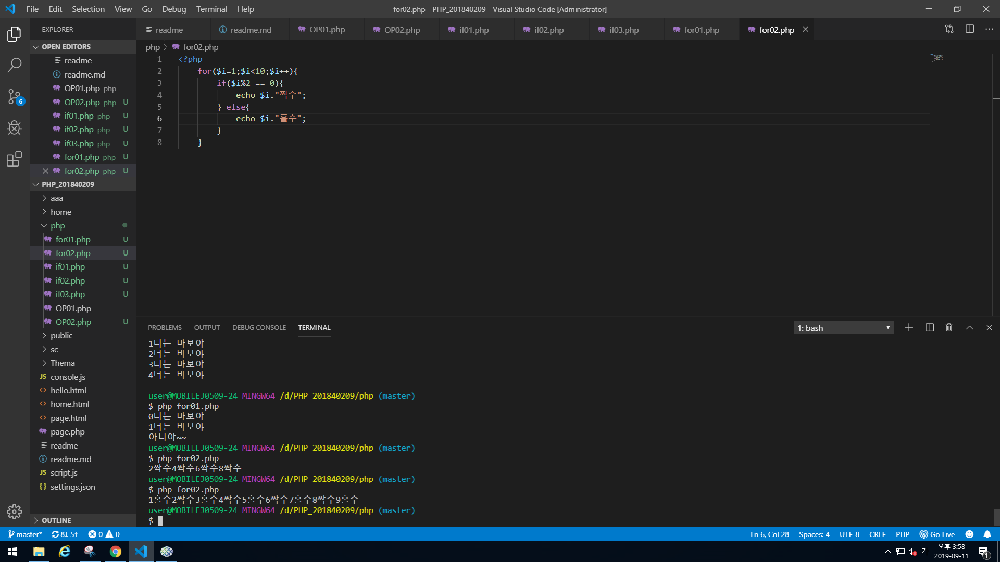 File Edit Selection View Go Debug Terminal Help
for02.php - PHP_201840209 - Visual Studio Code [Administrator]
EXPLORER
OPEN EDITORS
readme
readme.md
OP01.php php
OP02.php php U
if01.php php U
if02.php php U
if03.php php U
for01.php php U
for02.php php U
PHP_201840209
aaa
home
php
for01.php U
for02.php U
if01.php U
if02.php U
if03.php U
OP01.php
OP02.php U
public
sc
Thema
JS console.js
hello.html
home.html
page.html
page.php
readme
readme.md
JS script.js
{} settings.json
OUTLINE
6
readme readme.md OP01.php OP02.php if01.php if02.php if03.php for01.php for02.php
php > for02.php
1 <?php
2 for($i=1;$i<10;$i++){
3 if($i%2 == 0){
4 echo $i."짝수";
5 } else{
6 echo $i."홀수";
7 }
8 }
PROBLEMS OUTPUT DEBUG CONSOLE TERMINAL
1: bash
1너는 바보야
2너는 바보야
3너는 바보야
4너는 바보야
user@MOBILEJ0509-24 MINGW64 /d/PHP_201840209/php (master)
$ php for01.php
0너는 바보야
1너는 바보야
아니야~~
user@MOBILEJ0509-24 MINGW64 /d/PHP_201840209/php (master)
$ php for02.php
2짝수4짝수6짝수8짝수
user@MOBILEJ0509-24 MINGW64 /d/PHP_201840209/php (master)
$ php for02.php
1홀수2짝수3홀수4짝수5홀수6짝수7홀수8짝수9홀수
user@MOBILEJ0509-24 MINGW64 /d/PHP_201840209/php (master)
$
master* 8↓ 5↑ 0 0
Ln 6, Col 28 Spaces: 4 UTF-8 CRLF PHP Go Live
가 오후 3:58
2019-09-11
1